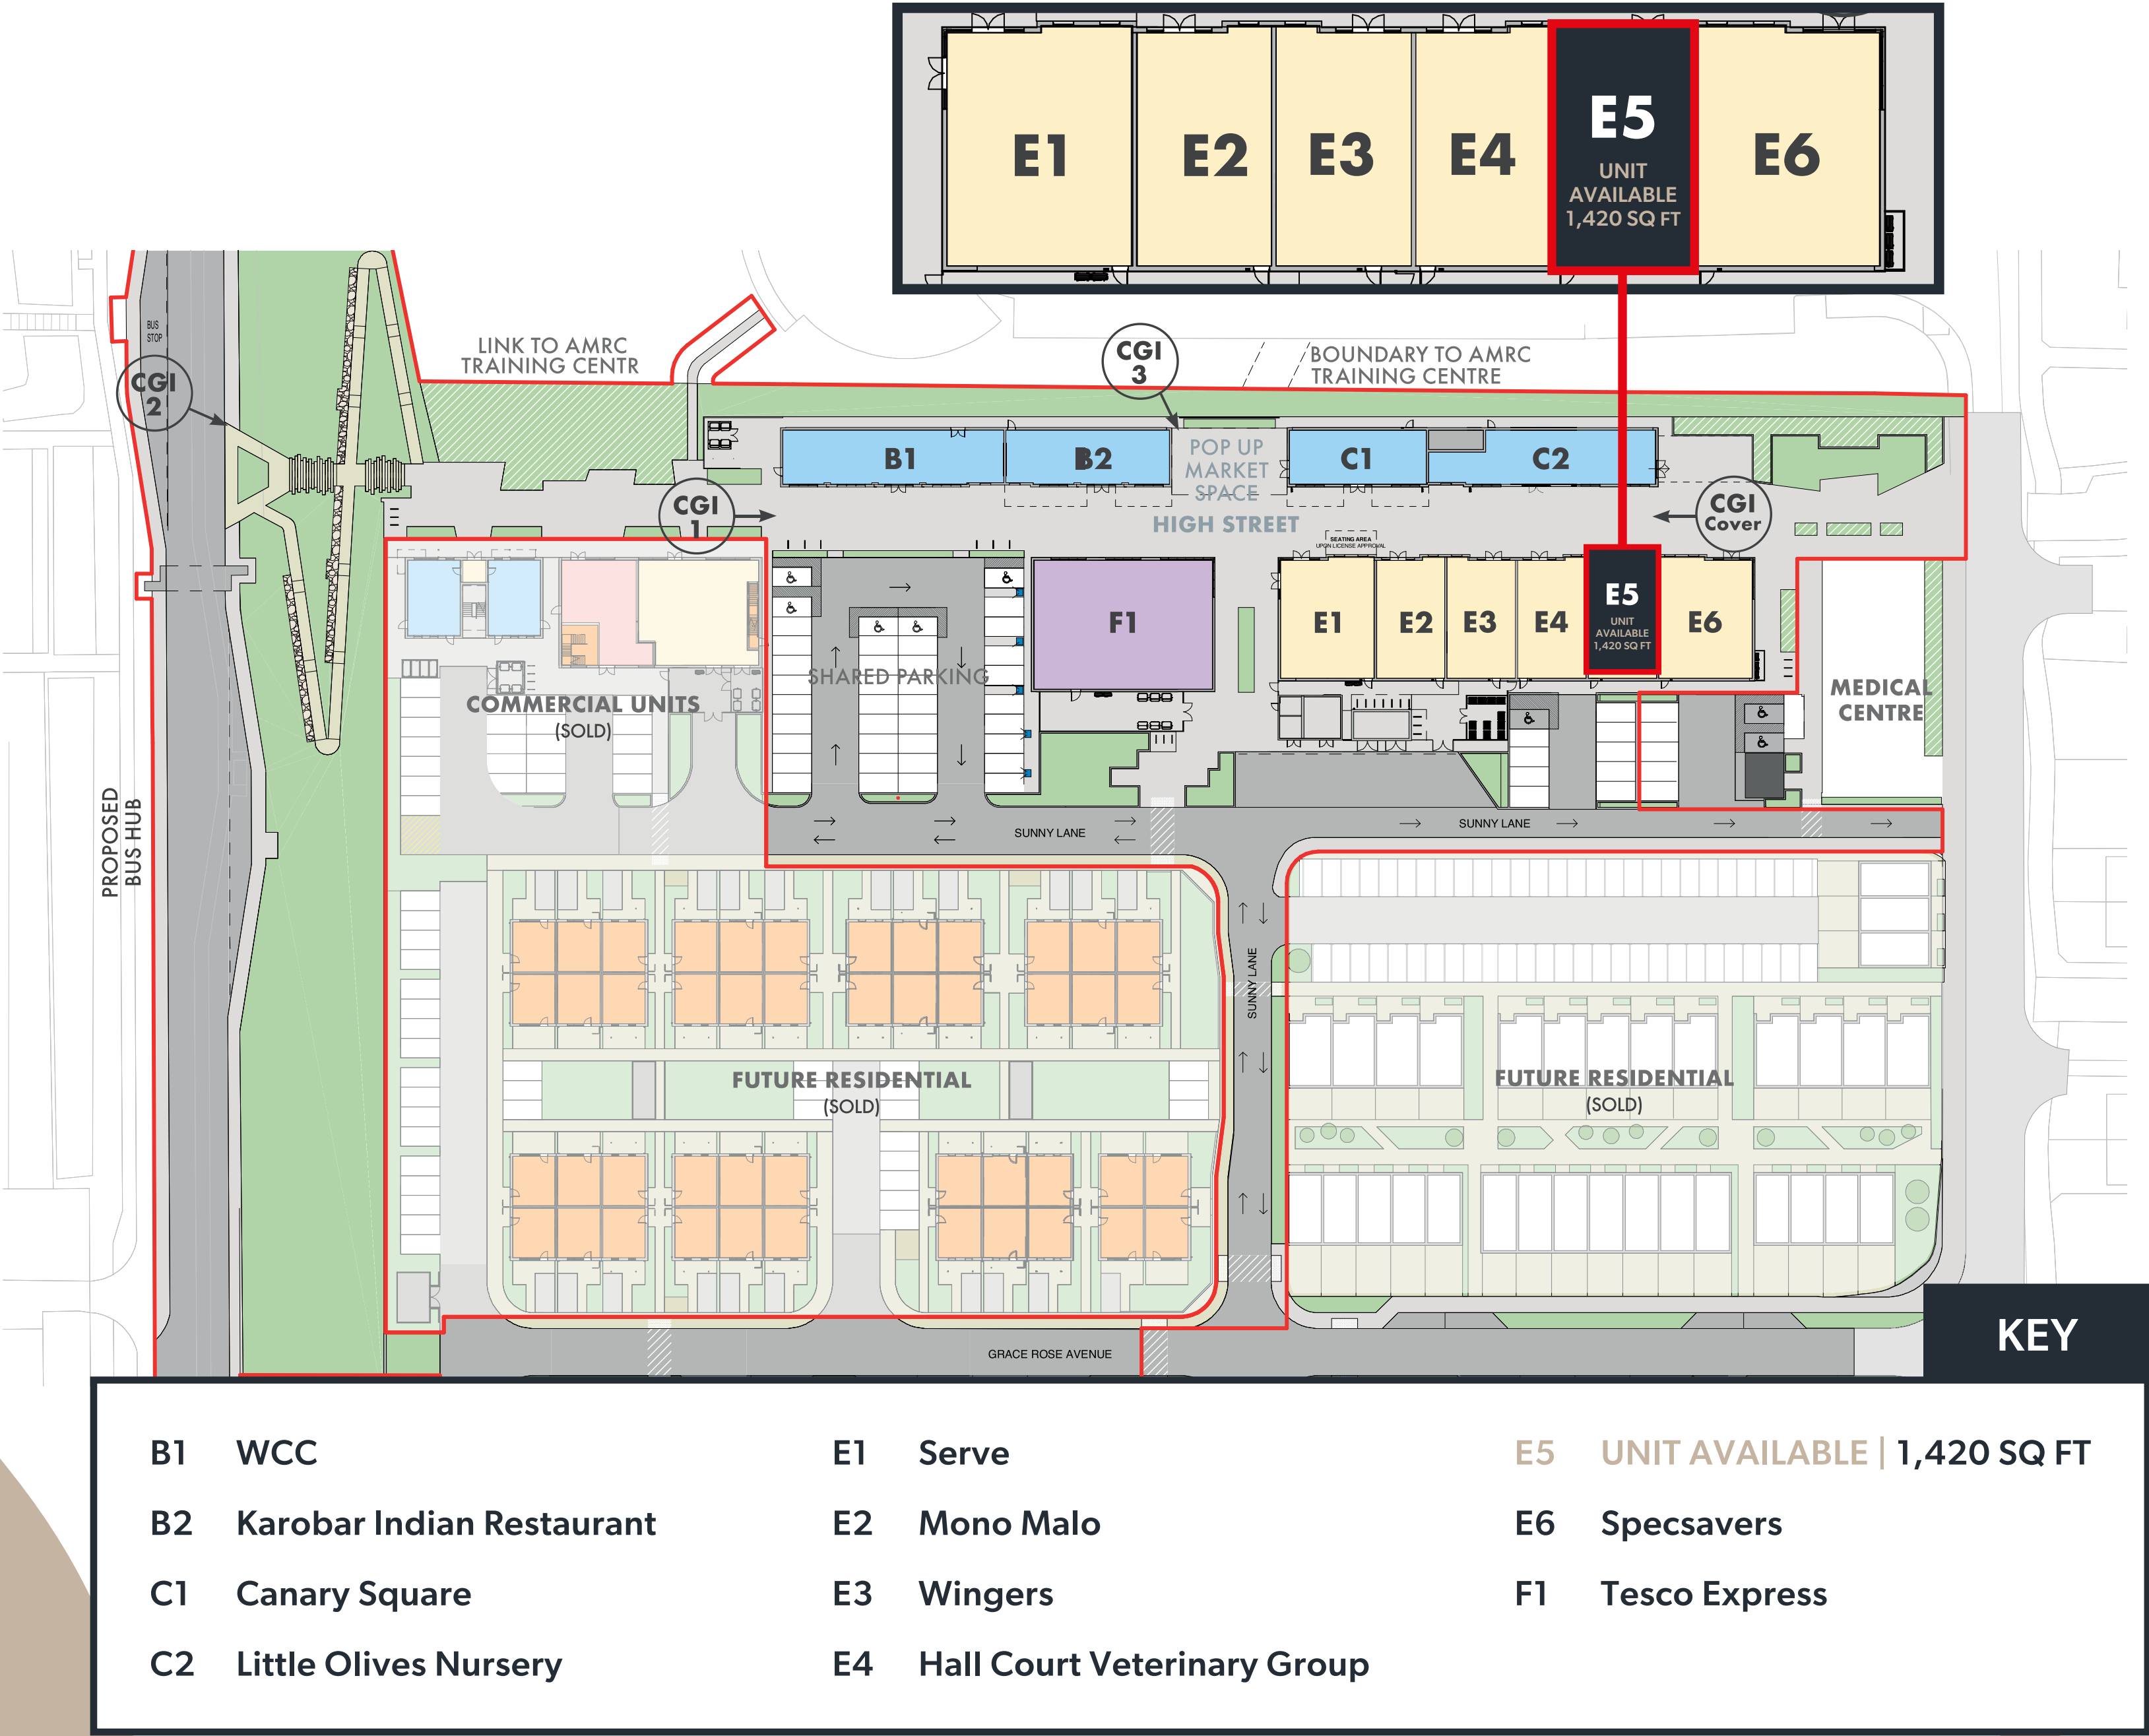 E1
E2
E3
E4
E5
UNIT
AVAILABLE
1,420 SQ FT
E6
BUS
STOP
CGI
2
LINK TO AMRC
TRAINING CENTR
CGI
3
BOUNDARY TO AMRC
TRAINING CENTRE
B1
B2
POP UP
MARKET
SPACE
C1
C2
CGI
1
HIGH STREET
CGI
Cover
SEATING AREA
UPON LICENSE APPROVAL
F1
E1
E2
E3
E4
E5
UNIT
AVAILABLE
1,420 SQ FT
E6
SHARED PARKING
COMMERCIAL UNITS
(SOLD)
MEDICAL
CENTRE
PROPOSED
BUS HUB
SUNNY LANE
SUNNY LANE
SUNNY LANE
FUTURE RESIDENTIAL
(SOLD)
FUTURE RESIDENTIAL
(SOLD)
GRACE ROSE AVENUE
KEY
B1 WCC
B2 Karobar Indian Restaurant
C1 Canary Square
C2 Little Olives Nursery
E1 Serve
E2 Mono Malo
E3 Wingers
E4 Hall Court Veterinary Group
E5 UNIT AVAILABLE | 1,420 SQ FT
E6 Specsavers
F1 Tesco Express